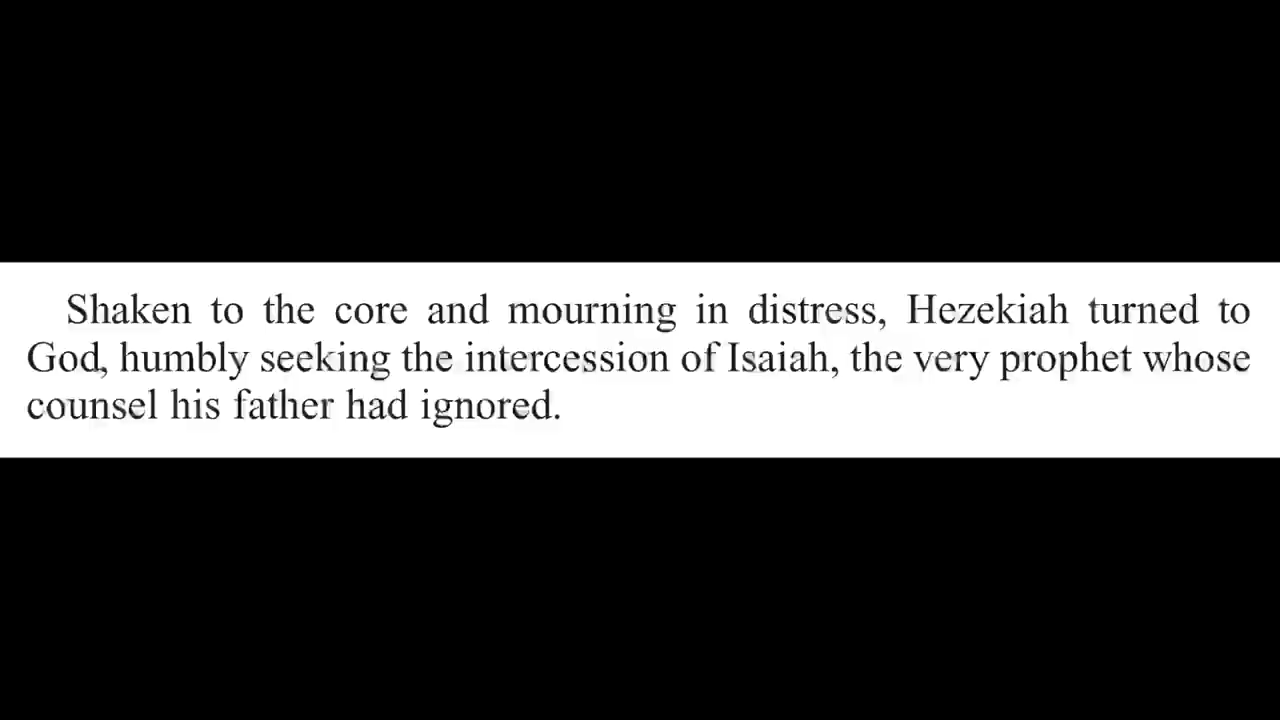 Shaken to the core and mourning in distress, Hezekiah turned to
God, humbly seeking the intercession of Isaiah, the very prophet whose
counsel his father had ignored.